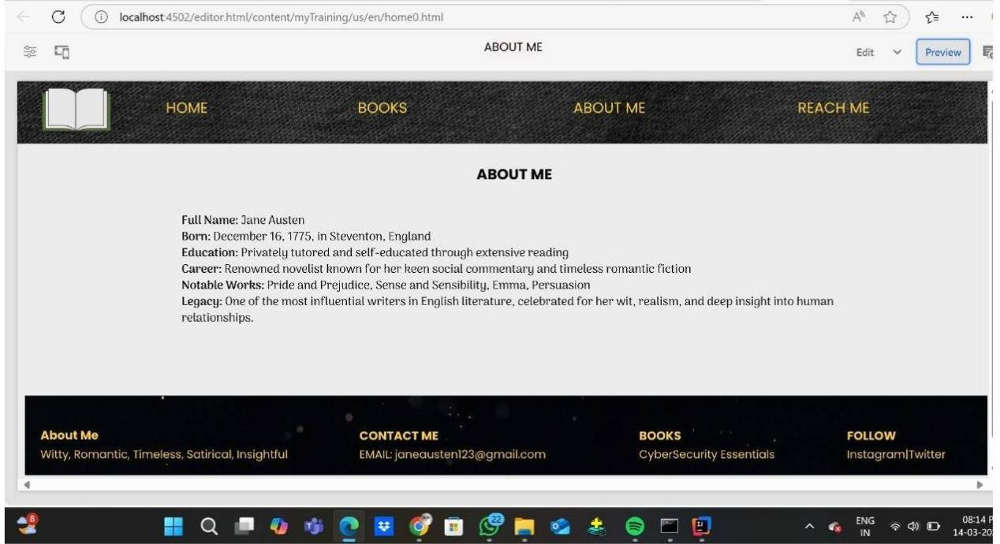 localhost:4502/editor.html/content/myTraining/us/en/home0.html
ABOUT ME
Edit
Preview
HOME BOOKS ABOUT ME REACH ME
ABOUT ME
Full Name: Jane Austen
Born: December 16, 1775, in Steventon, England
Education: Privately tutored and self-educated through extensive reading
Career: Renowned novelist known for her keen social commentary and timeless romantic fiction
Notable Works: Pride and Prejudice, Sense and Sensibility, Emma, Persuasion
Legacy: One of the most influential writers in English literature, celebrated for her wit, realism, and deep insight into human
relationships.
About Me CONTACT ME BOOKS FOLLOW
Witty, Romantic, Timeless, Satirical, Insightful EMAIL: janeausten123@gmail.com CyberSecurity Essentials Instagram|Twitter
8
22
ENG
IN
08:14 P
14-03-20